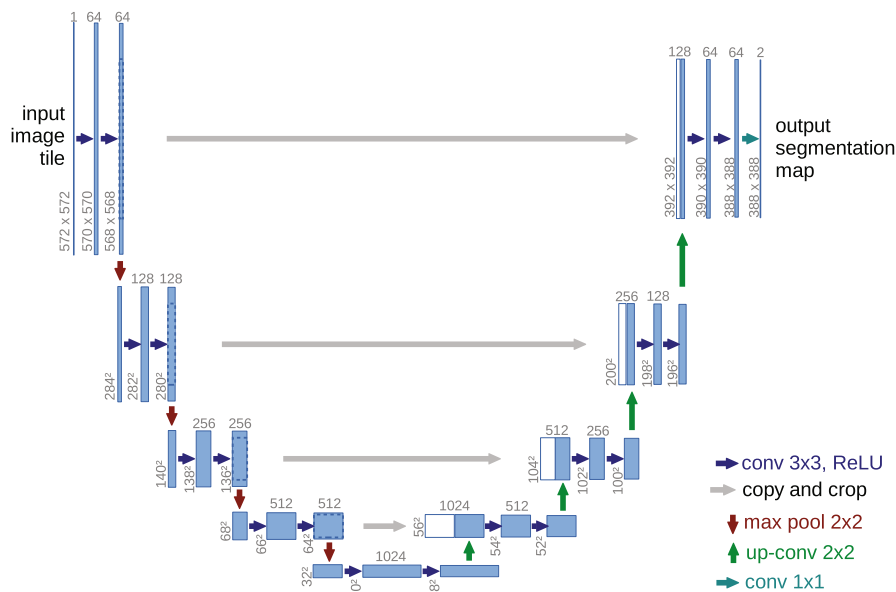 1 64 64
128 64 64 2
input
image
tile
output
segmentation
map
572 x 572
570 x 570
568 x 568
392 x 392
390 x 390
388 x 388
388 x 388
128 128
256 128
284²
282²
280²
200²
198²
196²
256 256
512 256
140²
138²
136²
104²
102²
100²
512 512
1024 512
68²
66²
64²
56²
54²
52²
1024
32²
0²
8²
conv 3x3, ReLU
copy and crop
max pool 2x2
up-conv 2x2
conv 1x1